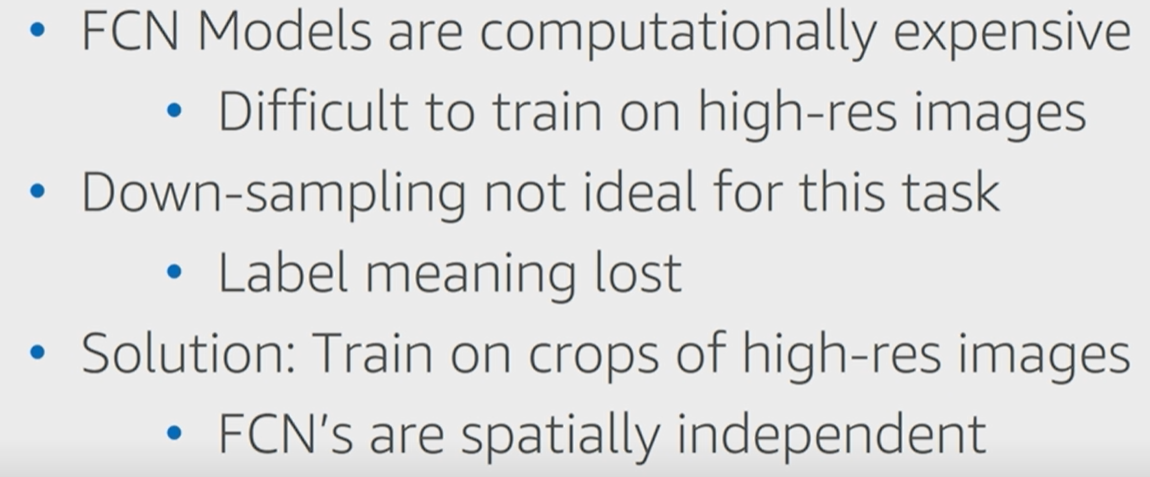 • FCN Models are computationally expensive
• Difficult to train on high-res images
• Down-sampling not ideal for this task
• Label meaning lost
• Solution: Train on crops of high-res images
• FCN's are spatially independent